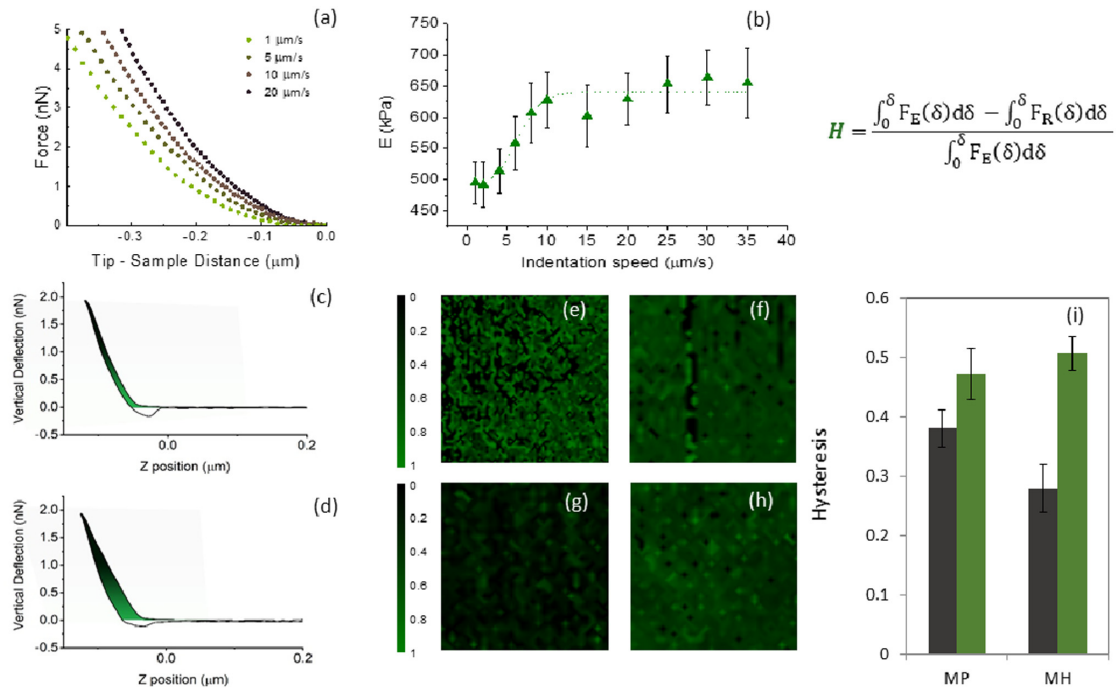 (a)
Force (nN)
5
4
3
2
1
0
-0.3
-0.2
-0.1
0.0
Tip - Sample Distance (μm)
1 μm/s
5 μm/s
10 μm/s
20 μm/s
(b)
E (kPa)
750
700
650
600
550
500
450
0
5
10
15
20
25
30
35
40
Indentation speed (μm/s)
H = ∫₀^δ F_E(δ)dδ − ∫₀^δ F_R(δ)dδ
∫₀^δ F_E(δ)dδ
(c)
Vertical Deflection (nN)
2.0
1.5
1.0
0.5
0.0
-0.5
0.0
0.2
Z position (μm)
(d)
Vertical Deflection (nN)
2.0
1.5
1.0
0.5
0.0
-0.5
0.0
0.2
Z position (μm)
0
0.2
0.4
0.6
0.8
1
(e)
(f)
0
0.2
0.4
0.6
0.8
1
(g)
(h)
(i)
Hysteresis
0.6
0.5
0.4
0.3
0.2
0.1
0
MP
MH